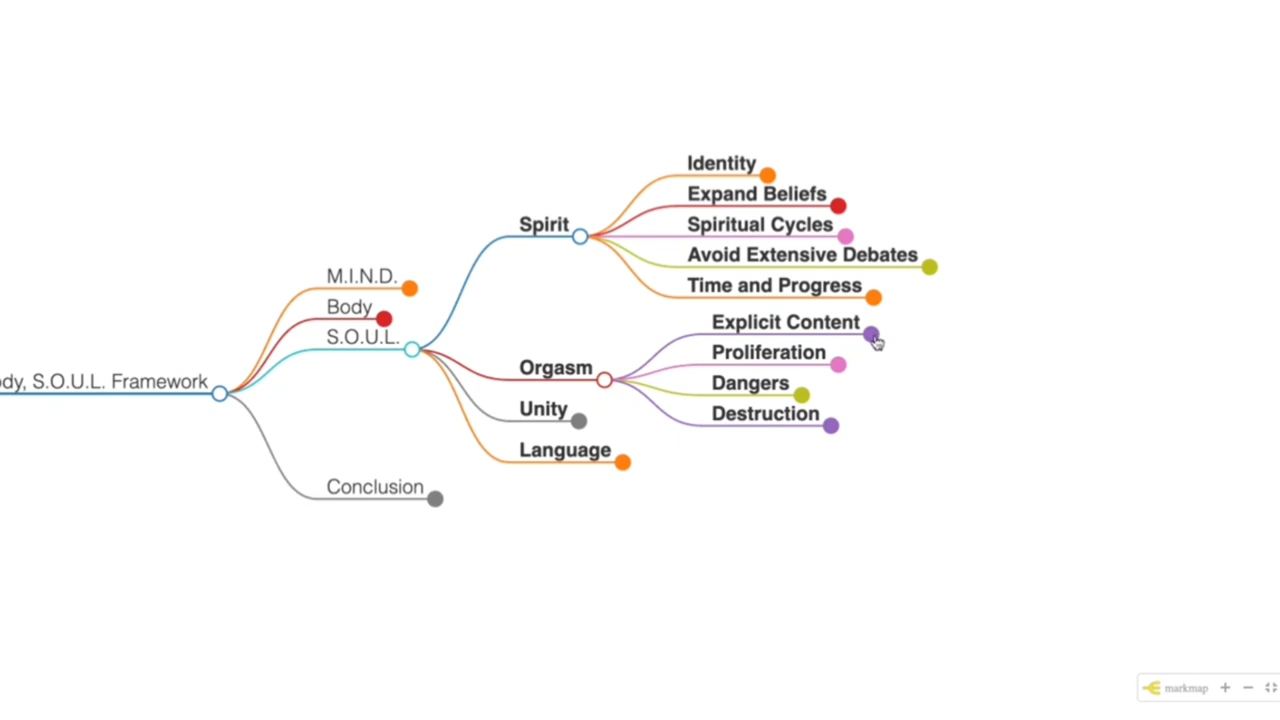 Identity
Expand Beliefs
Spirit
Spiritual Cycles
Avoid Extensive Debates
M.I.N.D.
Time and Progress
Body
Explicit Content
S.O.U.L.
Proliferation
Orgasm
Dangers
ody, S.O.U.L. Framework
Unity
Destruction
Language
Conclusion
markmap